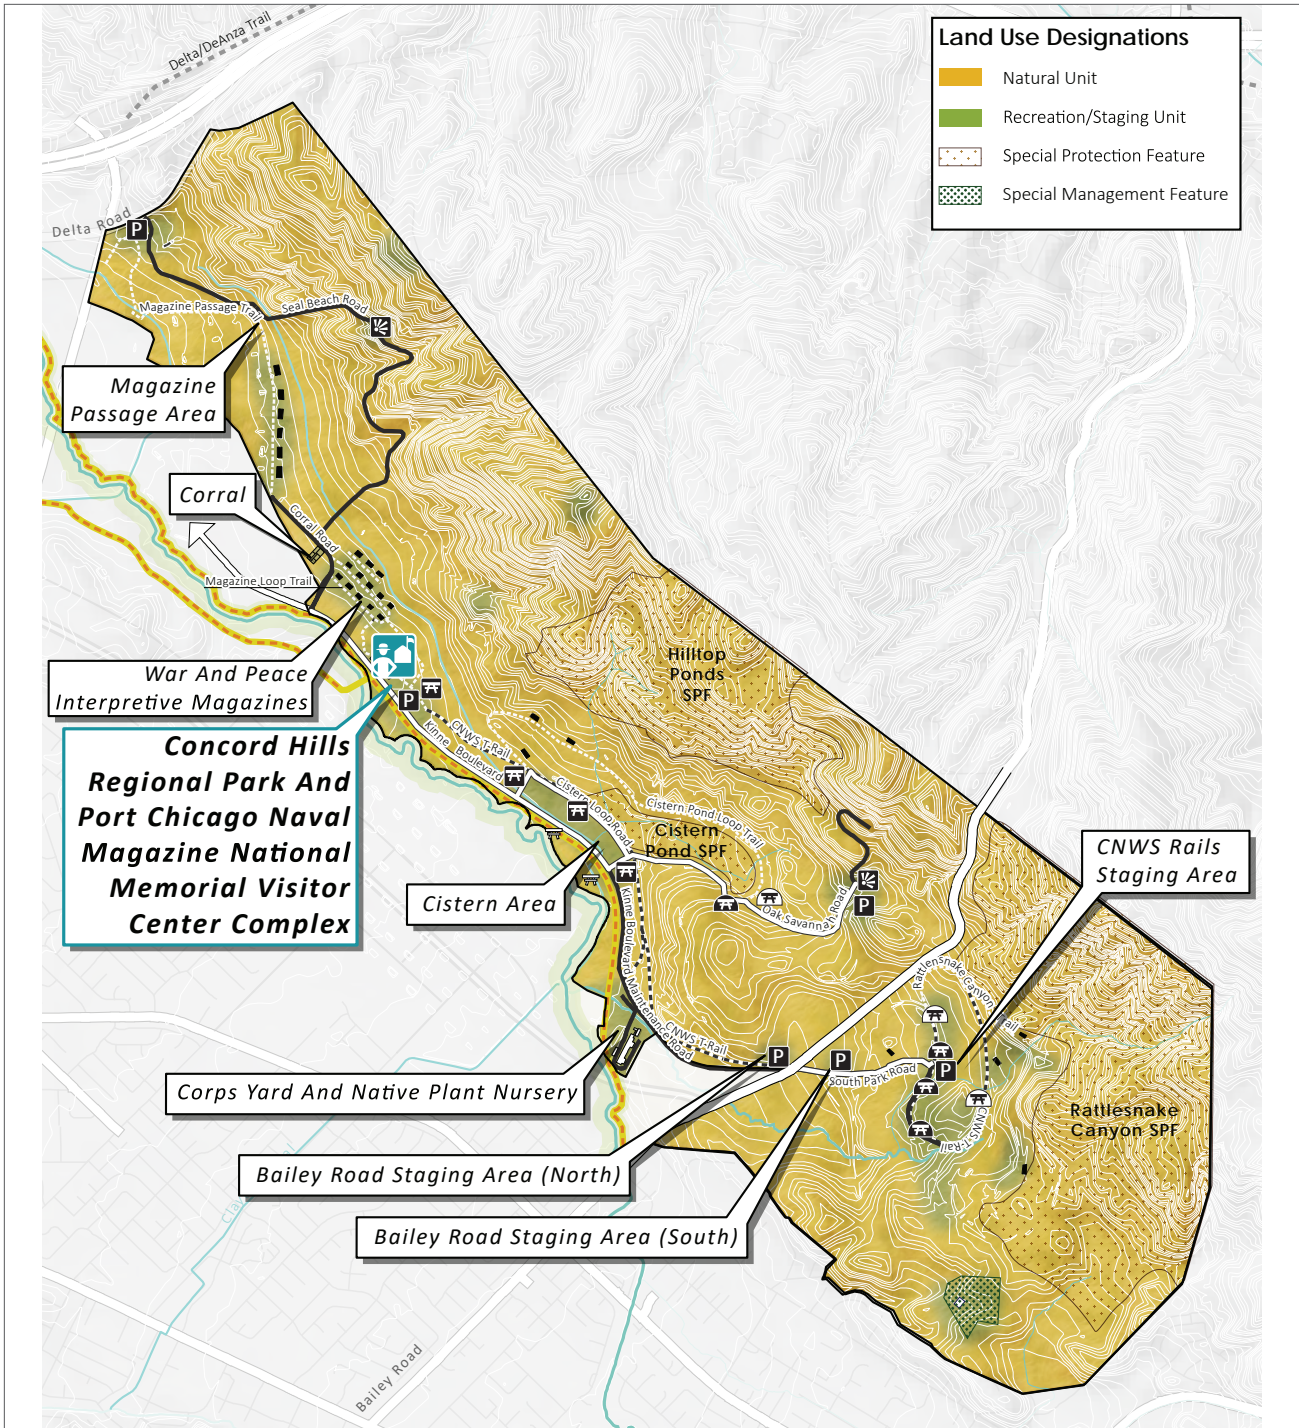 Delta/DeAnza Trail
Land Use Designations
Natural Unit
Recreation/Staging Unit
Special Protection Feature
Special Management Feature
Delta Road
P
Magazine Passage Trail
Seal Beach Road
Magazine
Passage Area
Corral
Corral Road
Magazine Loop Trail
War And Peace
Interpretive Magazines
Hilltop
Ponds
SPF
P
Concord Hills
Regional Park And
Port Chicago Naval
Magazine National
Memorial Visitor
Center Complex
CNWS T-Rail
Kinne Boulevard
Cistern Loop Road
Cistern Pond Loop Trail
Cistern
Pond SPF
CNWS Rails
Staging Area
Cistern Area
Oak Savannah Road
P
Kinne Boulevard Maintenance Road
Rattlensnake Canyon Trail
CNWS T-Rail
P
P
P
South Park Road
Corps Yard And Native Plant Nursery
CNWS T-Rail
Rattlesnake
Canyon SPF
Bailey Road Staging Area (North)
Bailey Road Staging Area (South)
Bailey Road